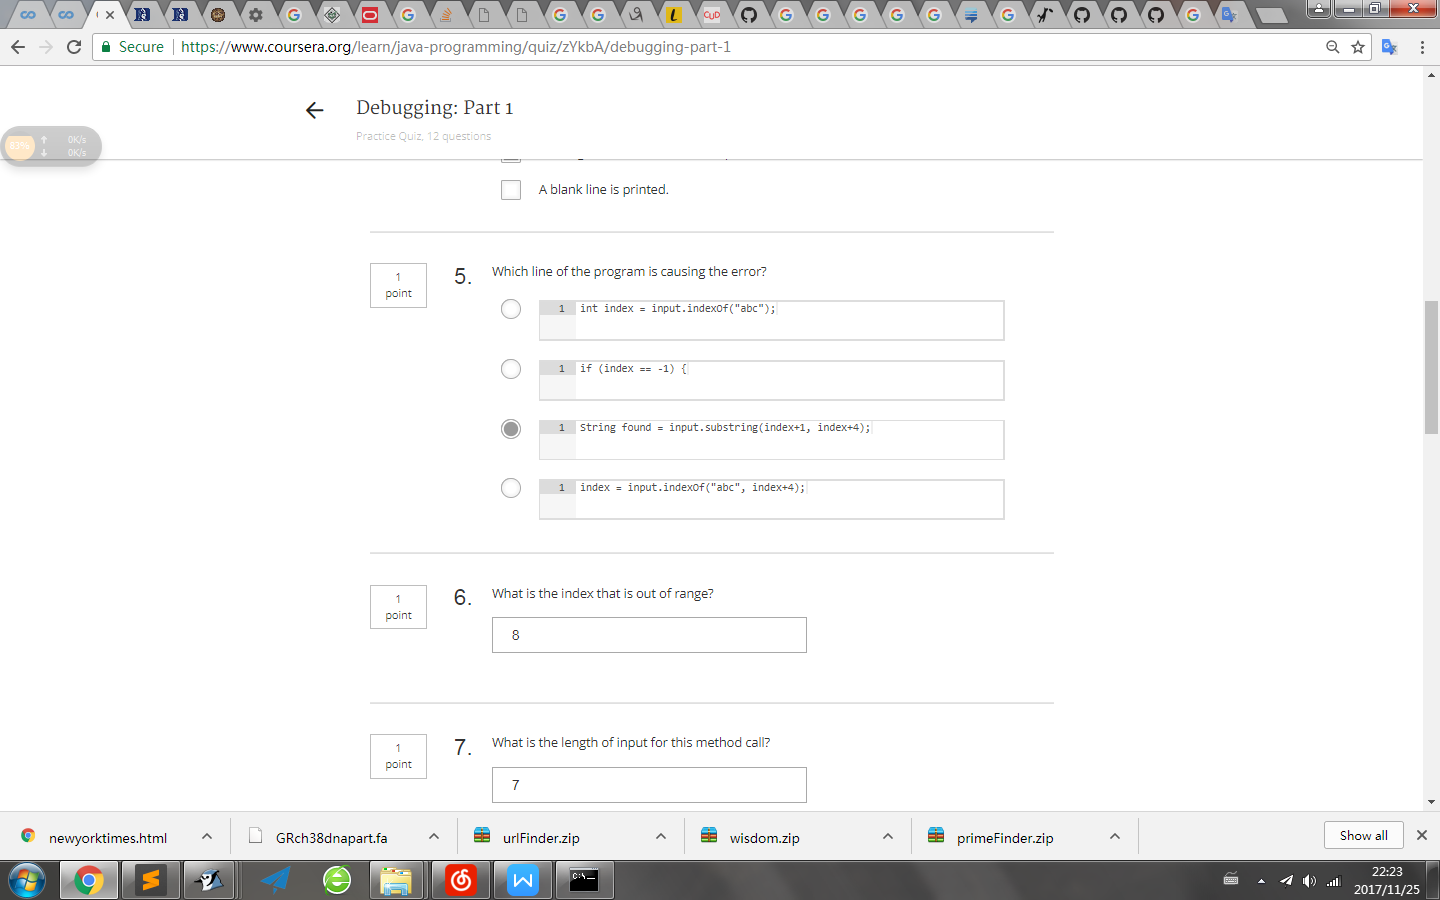 Secure
https://www.coursera.org/learn/java-programming/quiz/zYkbA/debugging-part-1
Debugging: Part 1
Practice Quiz, 12 questions
83%
0K/s
0K/s
A blank line is printed.
1
point
5.
Which line of the program is causing the error?
1 int index = input.indexOf("abc");
1 if (index == -1) {
1 String found = input.substring(index+1, index+4);
1 index = input.indexOf("abc", index+4);
1
point
6.
What is the index that is out of range?
8
1
point
7.
What is the length of input for this method call?
7
newyorktimes.html
GRch38dnapart.fa
urlFinder.zip
wisdom.zip
primeFinder.zip
Show all
22:23
2017/11/25